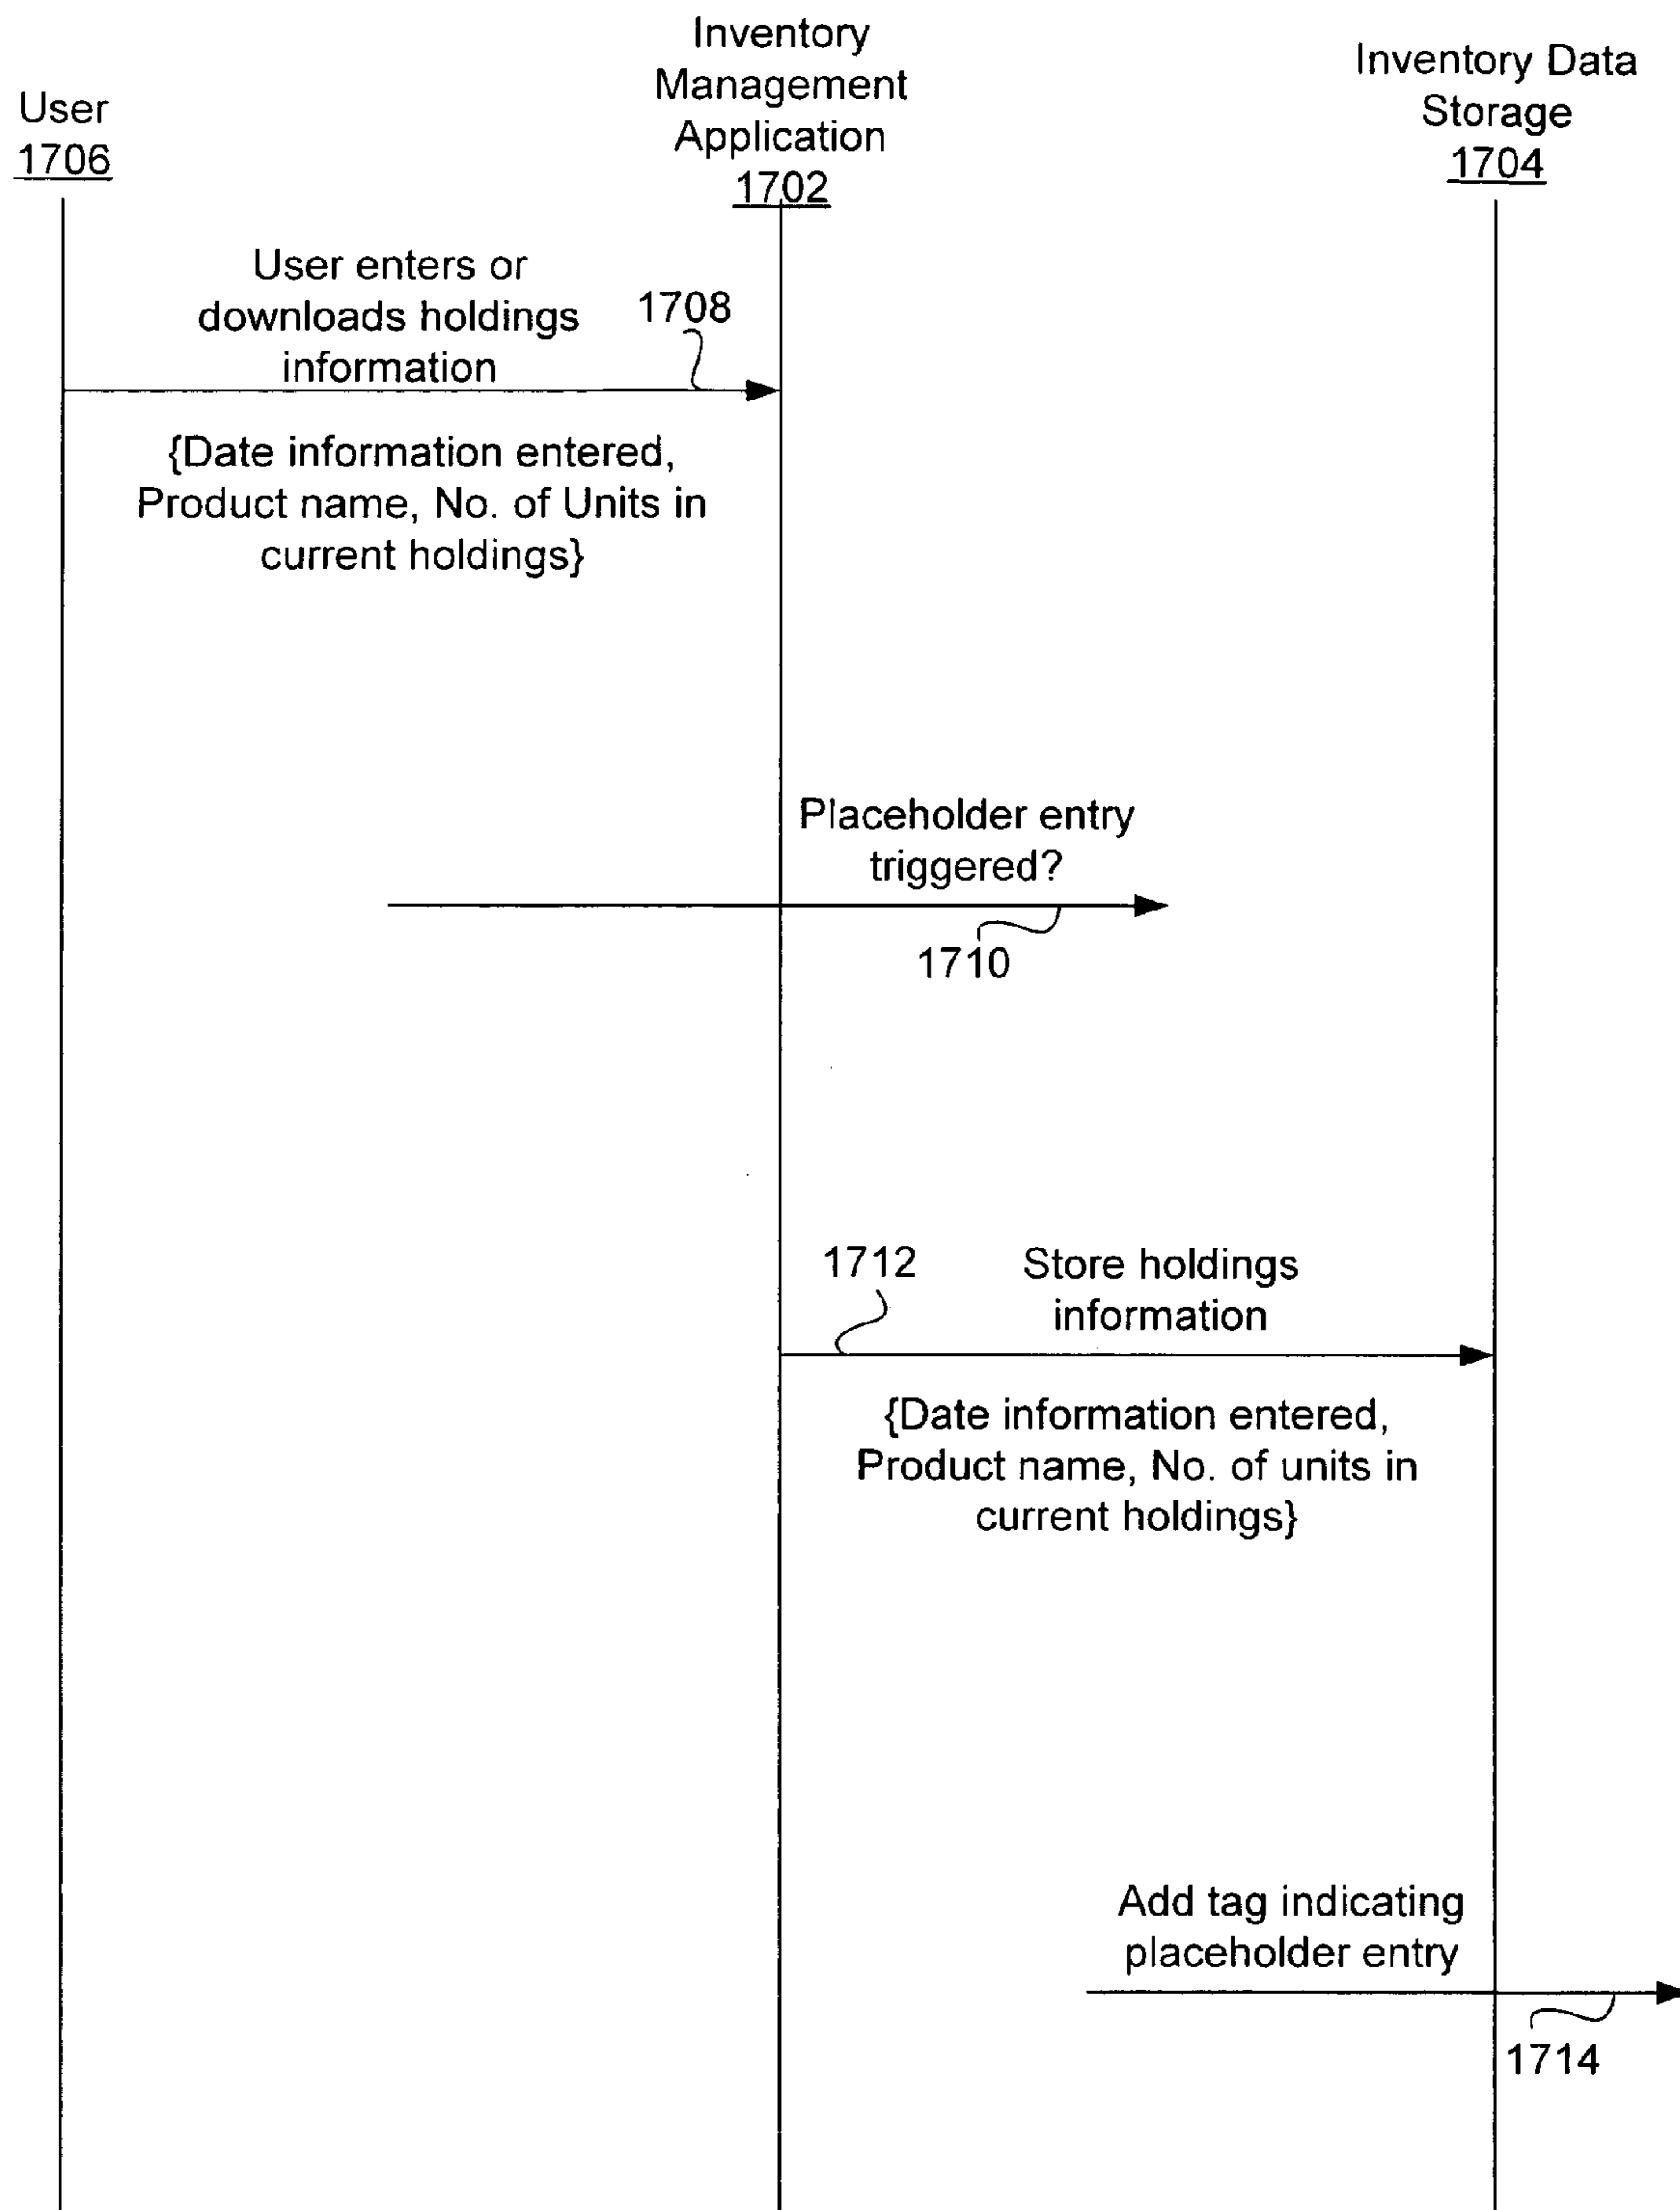 User
1706
Inventory
Management
Application
1702
Inventory Data
Storage
1704
User enters or
downloads holdings
information
1708
{Date information entered,
Product name, No. of Units in
current holdings}
Placeholder entry
triggered?
1710
1712
Store holdings
information
{Date information entered,
Product name, No. of units in
current holdings}
Add tag indicating
placeholder entry
1714